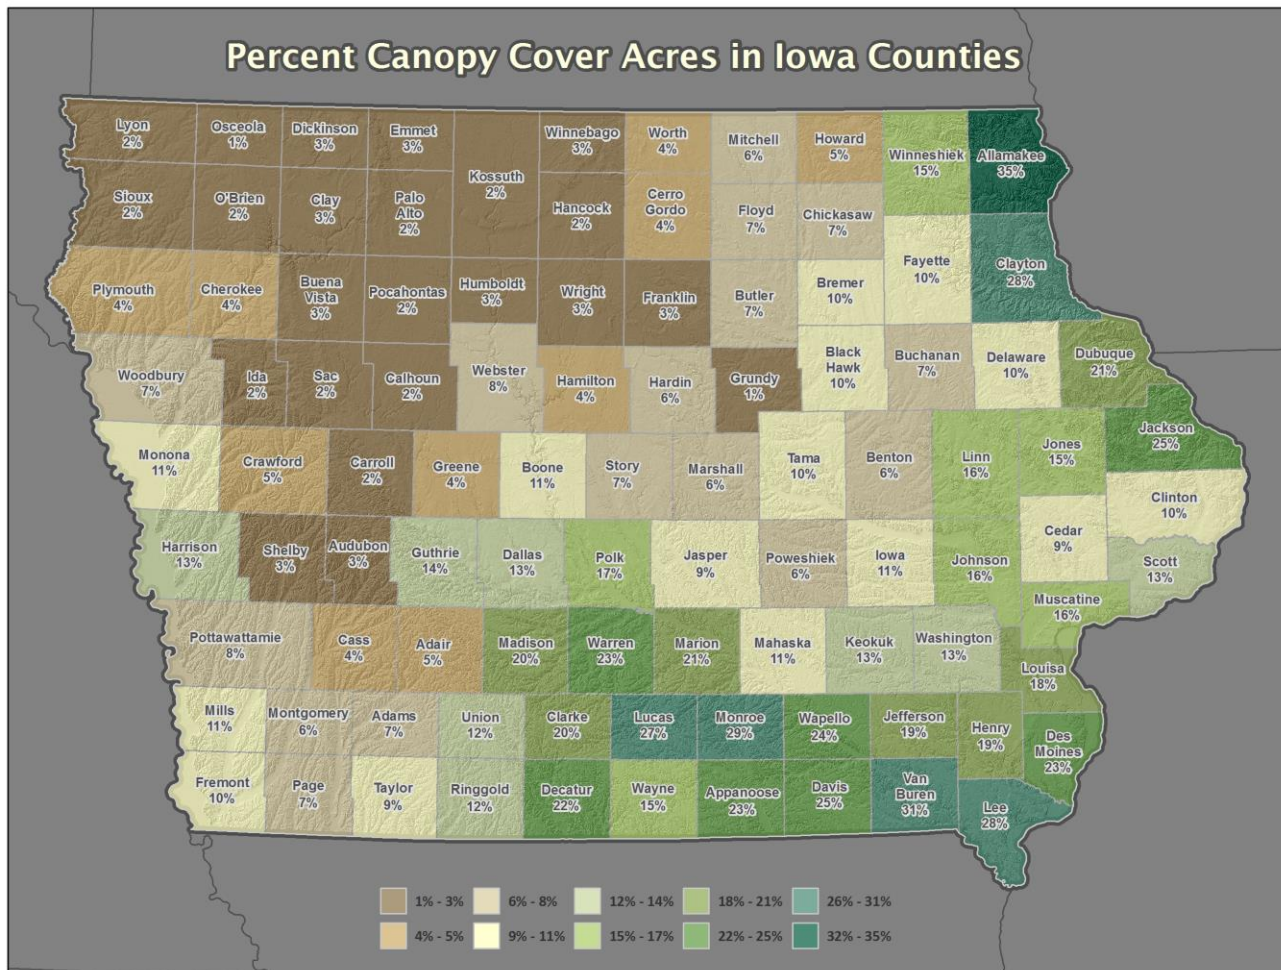 Percent Canopy Cover Acres in Iowa Counties
Lyon
2%
Osceola
1%
Dickinson
3%
Emmet
3%
Kossuth
2%
Winnebago
3%
Worth
4%
Mitchell
6%
Howard
5%
Winneshiek
15%
Allamakee
35%
Sioux
2%
O'Brien
2%
Clay
3%
Palo
Alto
2%
Hancock
2%
Cerro
Gordo
4%
Floyd
7%
Chickasaw
7%
Fayette
10%
Clayton
28%
Plymouth
4%
Cherokee
4%
Buena
Vista
3%
Pocahontas
2%
Humboldt
3%
Wright
3%
Franklin
3%
Butler
7%
Bremer
10%
Woodbury
7%
Ida
2%
Sac
2%
Calhoun
2%
Webster
8%
Hamilton
4%
Hardin
6%
Grundy
1%
Black
Hawk
10%
Buchanan
7%
Delaware
10%
Dubuque
21%
Monona
11%
Crawford
5%
Carroll
2%
Greene
4%
Boone
11%
Story
7%
Marshall
6%
Tama
10%
Benton
6%
Linn
16%
Jones
15%
Jackson
25%
Clinton
10%
Harrison
13%
Shelby
3%
Audubon
3%
Guthrie
14%
Dallas
13%
Polk
17%
Jasper
9%
Poweshiek
6%
Iowa
11%
Johnson
16%
Cedar
9%
Scott
13%
Muscatine
16%
Pottawattamie
8%
Cass
4%
Adair
5%
Madison
20%
Warren
23%
Marion
21%
Mahaska
11%
Keokuk
13%
Washington
13%
Louisa
18%
Mills
11%
Montgomery
6%
Adams
7%
Union
12%
Clarke
20%
Lucas
27%
Monroe
29%
Wapello
24%
Jefferson
19%
Henry
19%
Des
Moines
23%
Fremont
10%
Page
7%
Taylor
9%
Ringgold
12%
Decatur
22%
Wayne
15%
Appanoose
23%
Davis
25%
Van
Buren
31%
Lee
28%
1% - 3%
6% - 8%
12% - 14%
18% - 21%
26% - 31%
4% - 5%
9% - 11%
15% - 17%
22% - 25%
32% - 35%